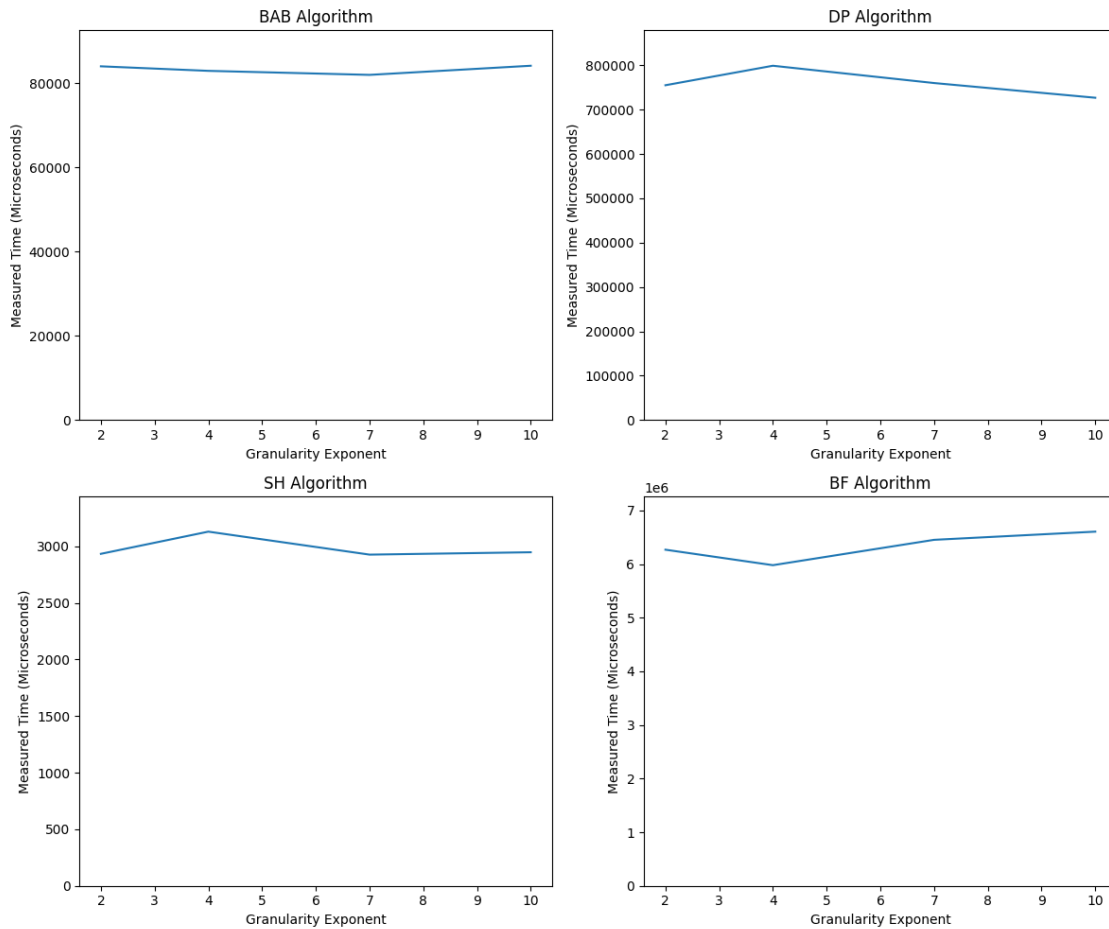 BAB Algorithm
Measured Time (Microseconds)
80000
60000
40000
20000
0
2 3 4 5 6 7 8 9 10
Granularity Exponent
DP Algorithm
Measured Time (Microseconds)
800000
700000
600000
500000
400000
300000
200000
100000
0
2 3 4 5 6 7 8 9 10
Granularity Exponent
SH Algorithm
Measured Time (Microseconds)
3000
2500
2000
1500
1000
500
0
2 3 4 5 6 7 8 9 10
Granularity Exponent
BF Algorithm
1e6
Measured Time (Microseconds)
7
6
5
4
3
2
1
0
2 3 4 5 6 7 8 9 10
Granularity Exponent